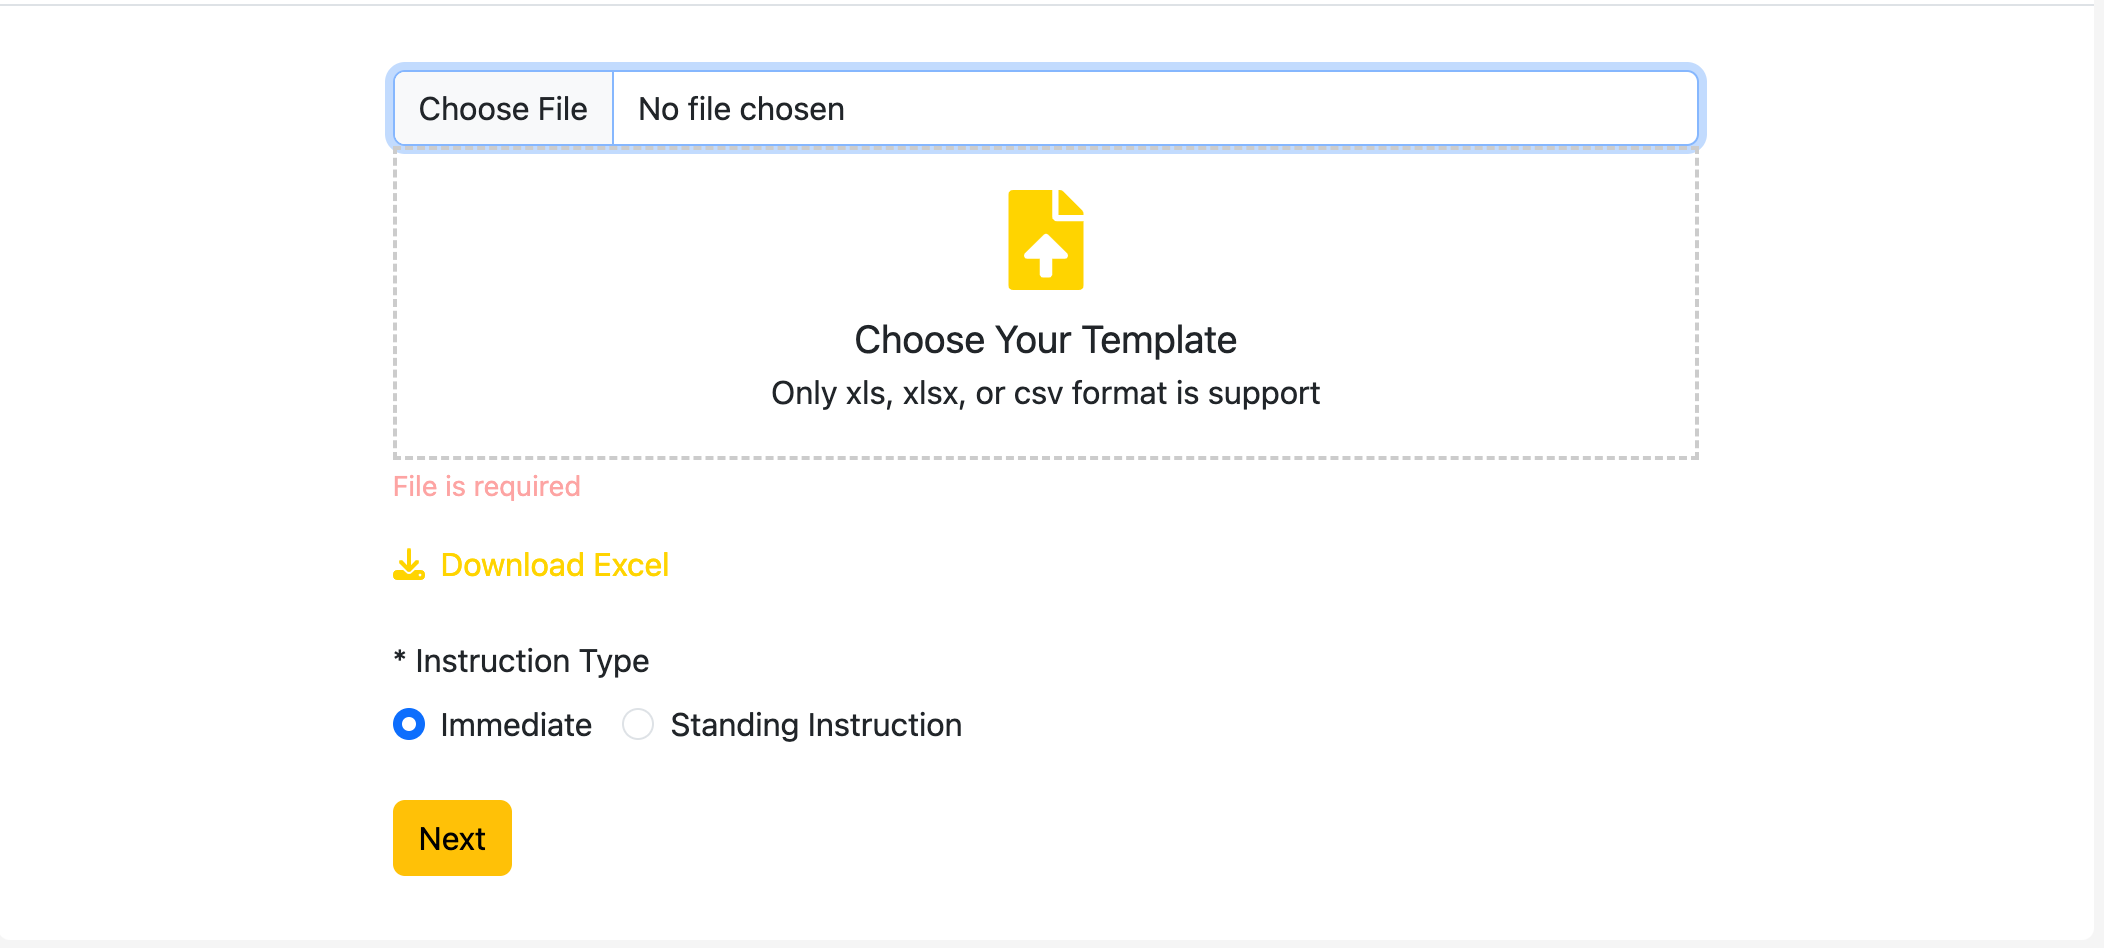 Choose File No file chosen
Choose Your Template
Only xls, xlsx, or csv format is support
File is required
Download Excel
* Instruction Type
Immediate Standing Instruction
Next